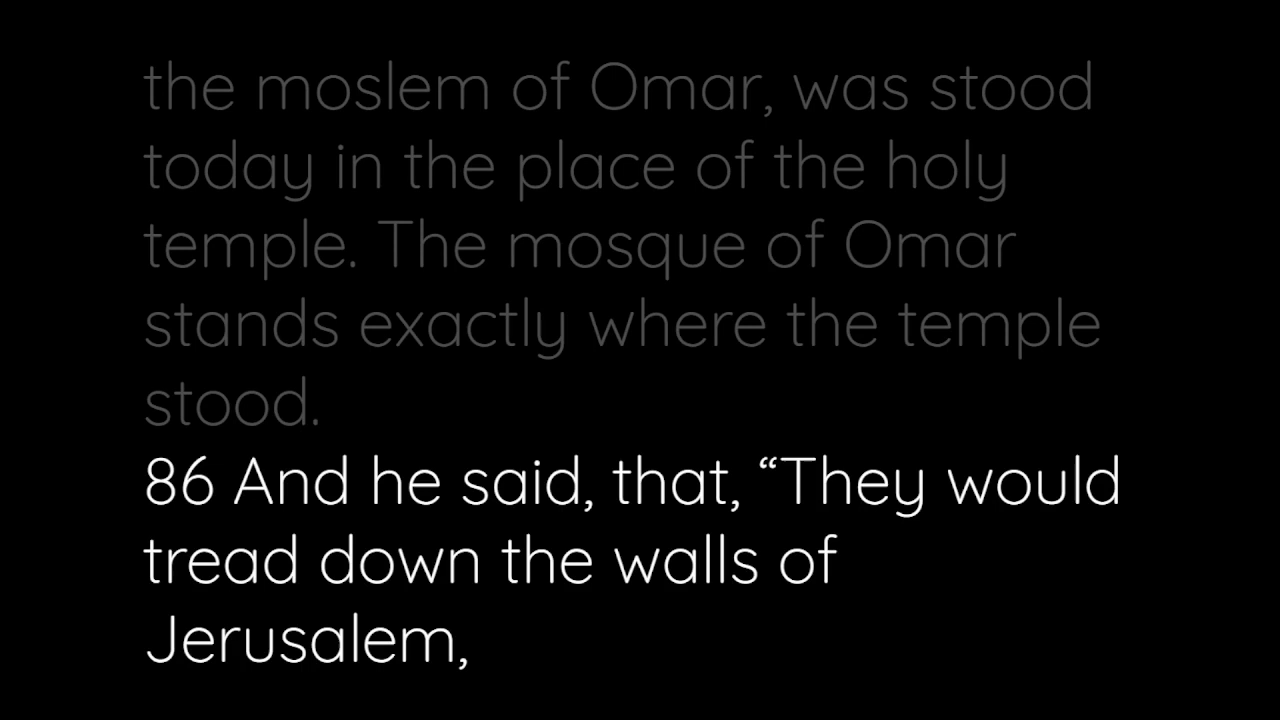 the moslem of Omar, was stood
today in the place of the holy
temple. The mosque of Omar
stands exactly where the temple
stood.
86 And he said, that, “They would
tread down the walls of
Jerusalem,